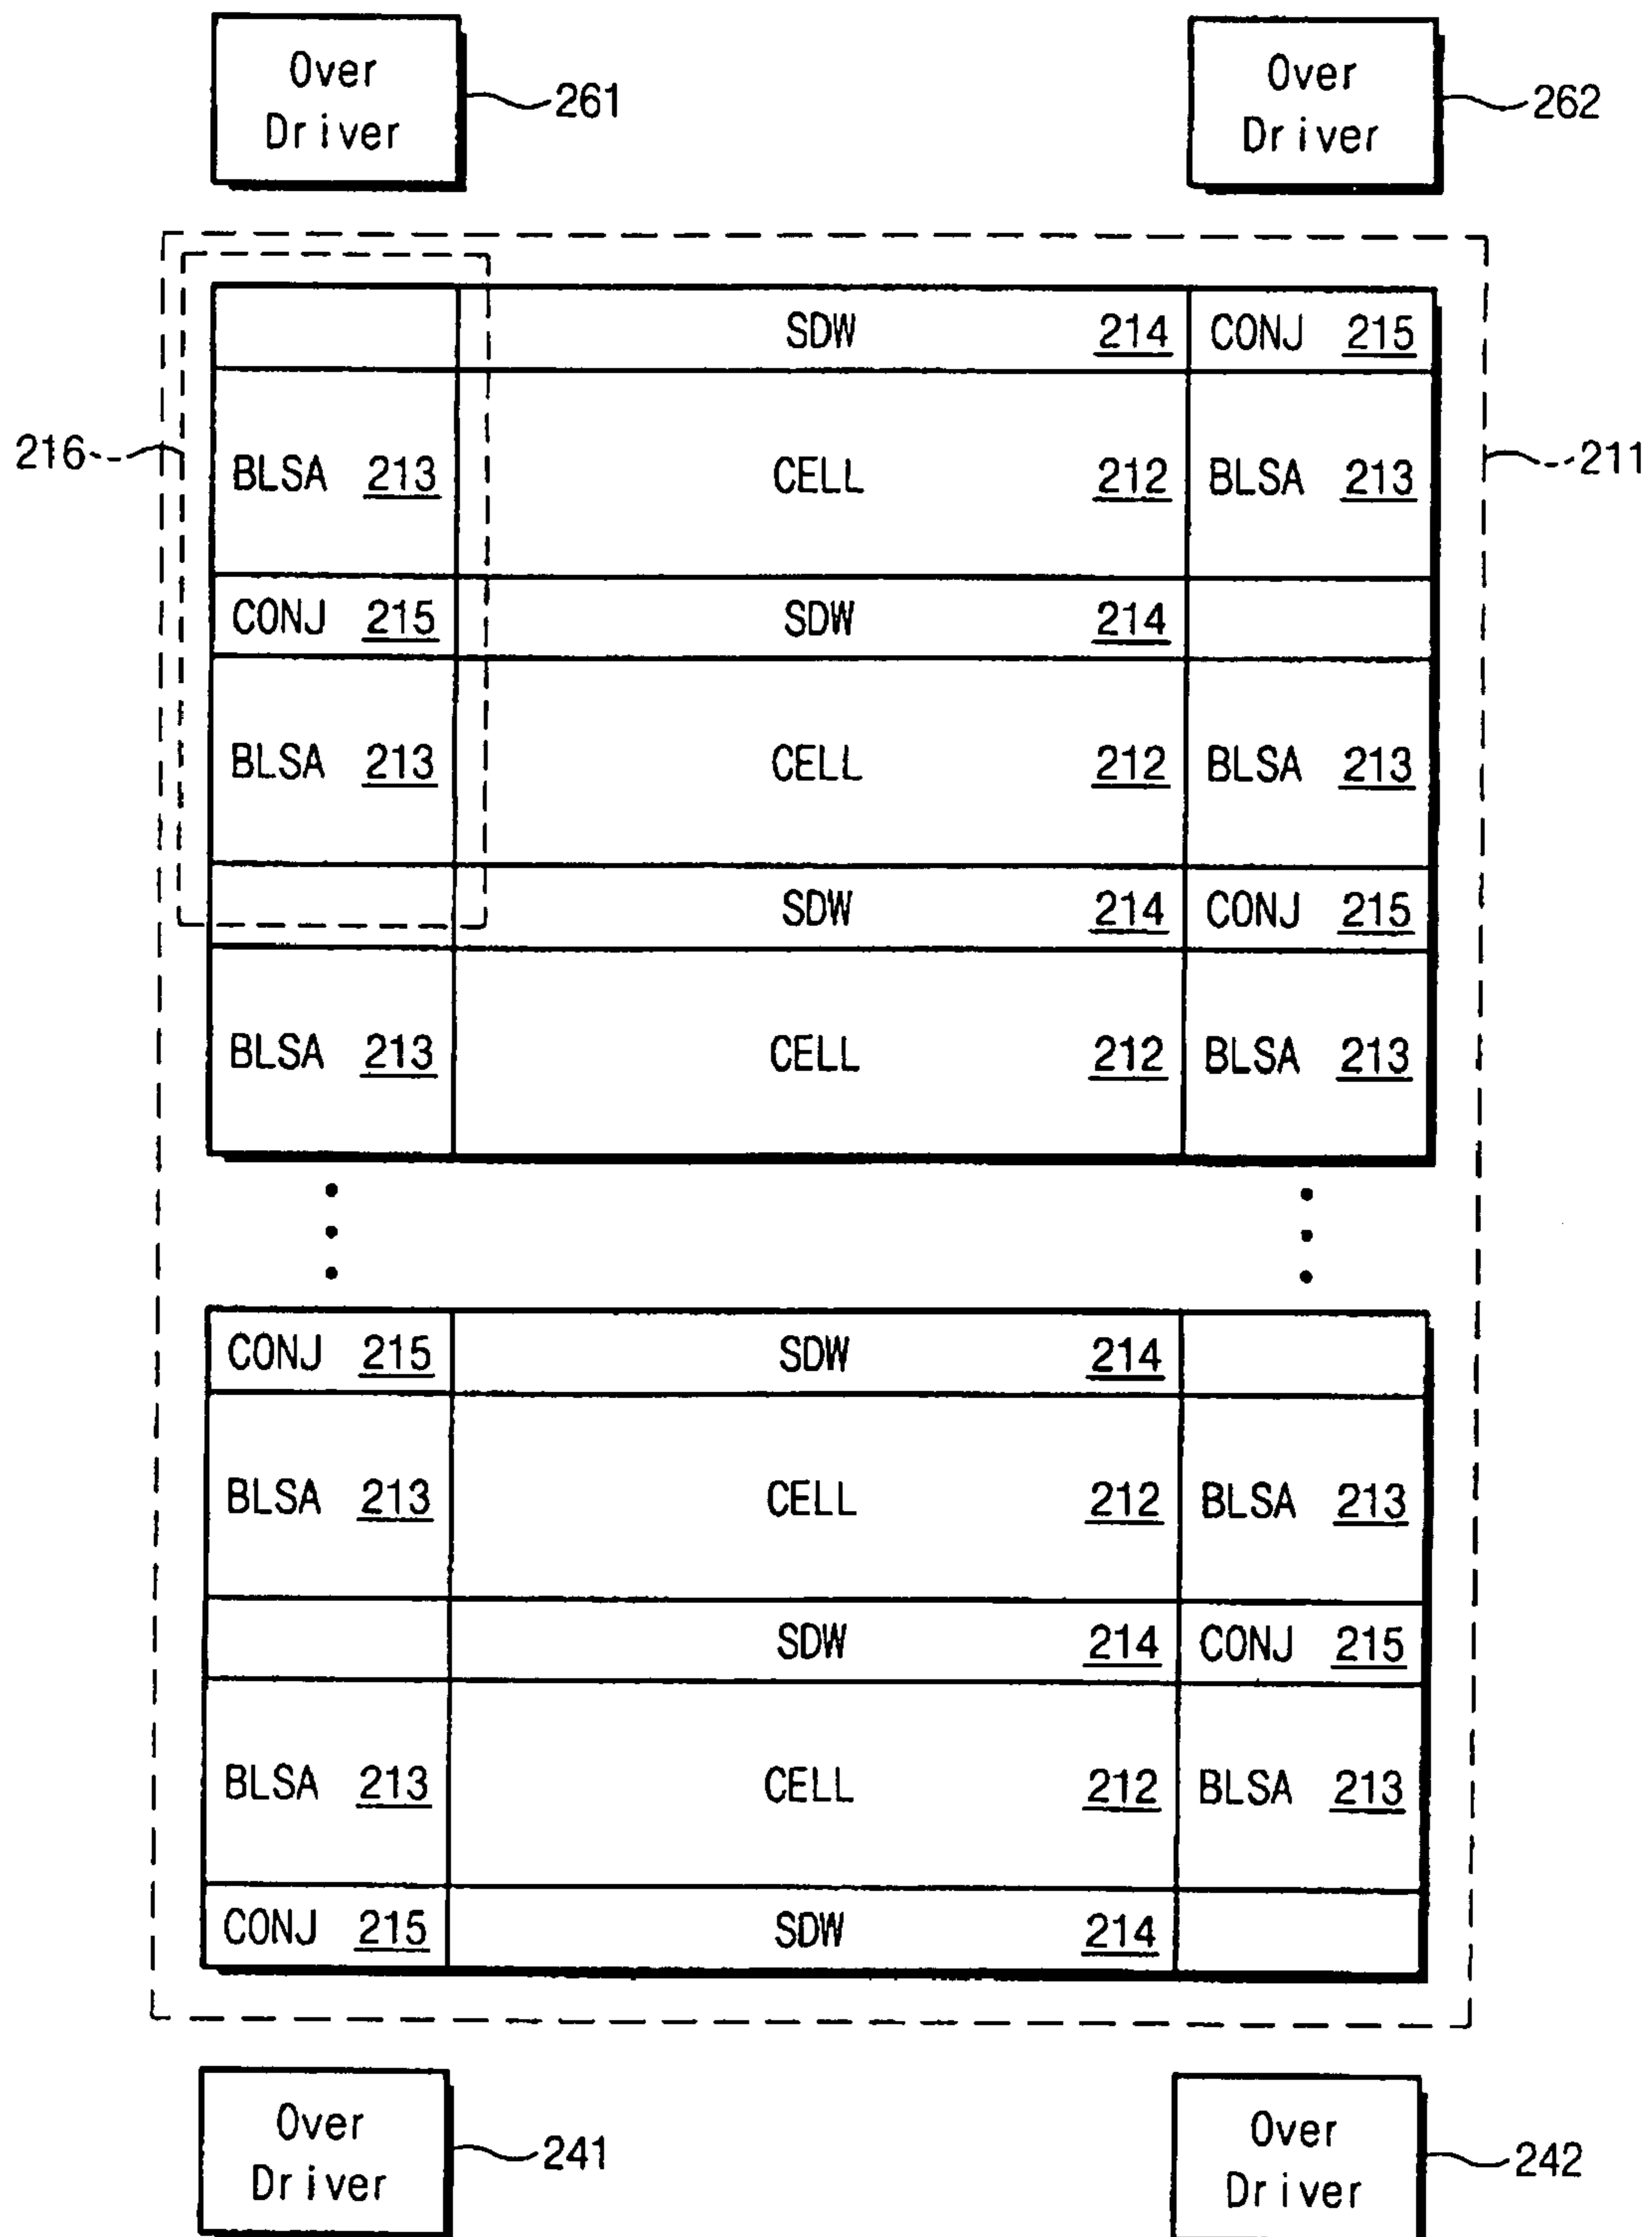 Over
Driver
261
Over
Driver
262
SDW 214 CONJ 215
216
BLSA 213 CELL 212 BLSA 213
211
CONJ 215 SDW 214
BLSA 213 CELL 212 BLSA 213
SDW 214 CONJ 215
BLSA 213 CELL 212 BLSA 213
CONJ 215 SDW 214
BLSA 213 CELL 212 BLSA 213
SDW 214 CONJ 215
BLSA 213 CELL 212 BLSA 213
CONJ 215 SDW 214
Over
Driver
241
Over
Driver
242